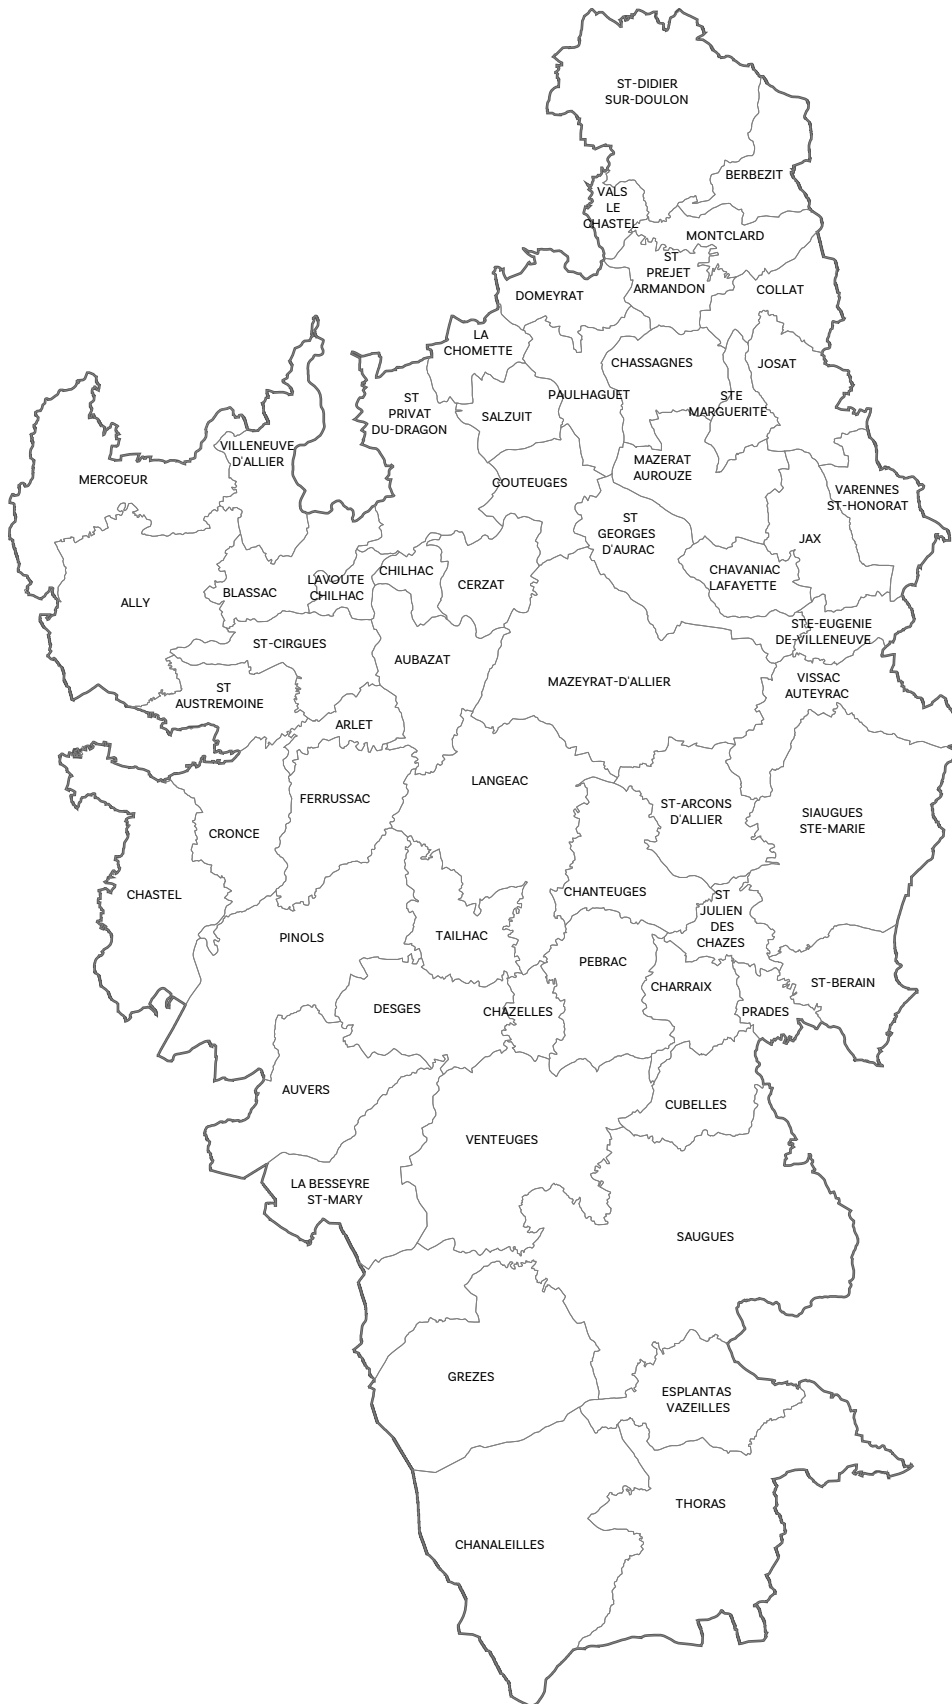 ST-DIDIER
SUR-DOULON
BERBEZIT
VALS
LE
CHASTEL
MONTCLARD
ST
PREJET
ARMANDON
COLLAT
DOMEYRAT
LA
CHOMETTE
CHASSAGNES
JOSAT
PAULHAGUET
STE
MARGUERITE
ST
PRIVAT
DU-DRAGON
SALZUIT
VILLENEUVE
D'ALLIER
MERCOEUR
MAZERAT
AUROUZE
COUTEUGES
VARENNES
ST-HONORAT
ST
GEORGES
D'AURAC
JAX
CHAVANIAC
LAFAYETTE
CHILHAC
LAVOUTE
CHILHAC
CERZAT
BLASSAC
ALLY
STE-EUGENIE
DE-VILLENEUVE
ST-CIRGUES
AUBAZAT
MAZEYRAT-D'ALLIER
VISSAC
AUTEYRAC
ST
AUSTREMOINE
ARLET
LANGEAC
FERRUSSAC
ST-ARCONS
D'ALLIER
SIAUGUES
STE-MARIE
CRONCE
CHASTEL
CHANTEUGES
ST
JULIEN
DES
CHAZES
PINOLS
TAILHAC
PEBRAC
CHARRAIX
ST-BERAIN
DESGES
CHAZELLES
PRADES
AUVERS
CUBELLES
VENTEUGES
LA BESSEYRE
ST-MARY
SAUGUES
GREZES
ESPLANTAS
VAZEILLES
THORAS
CHANALEILLES